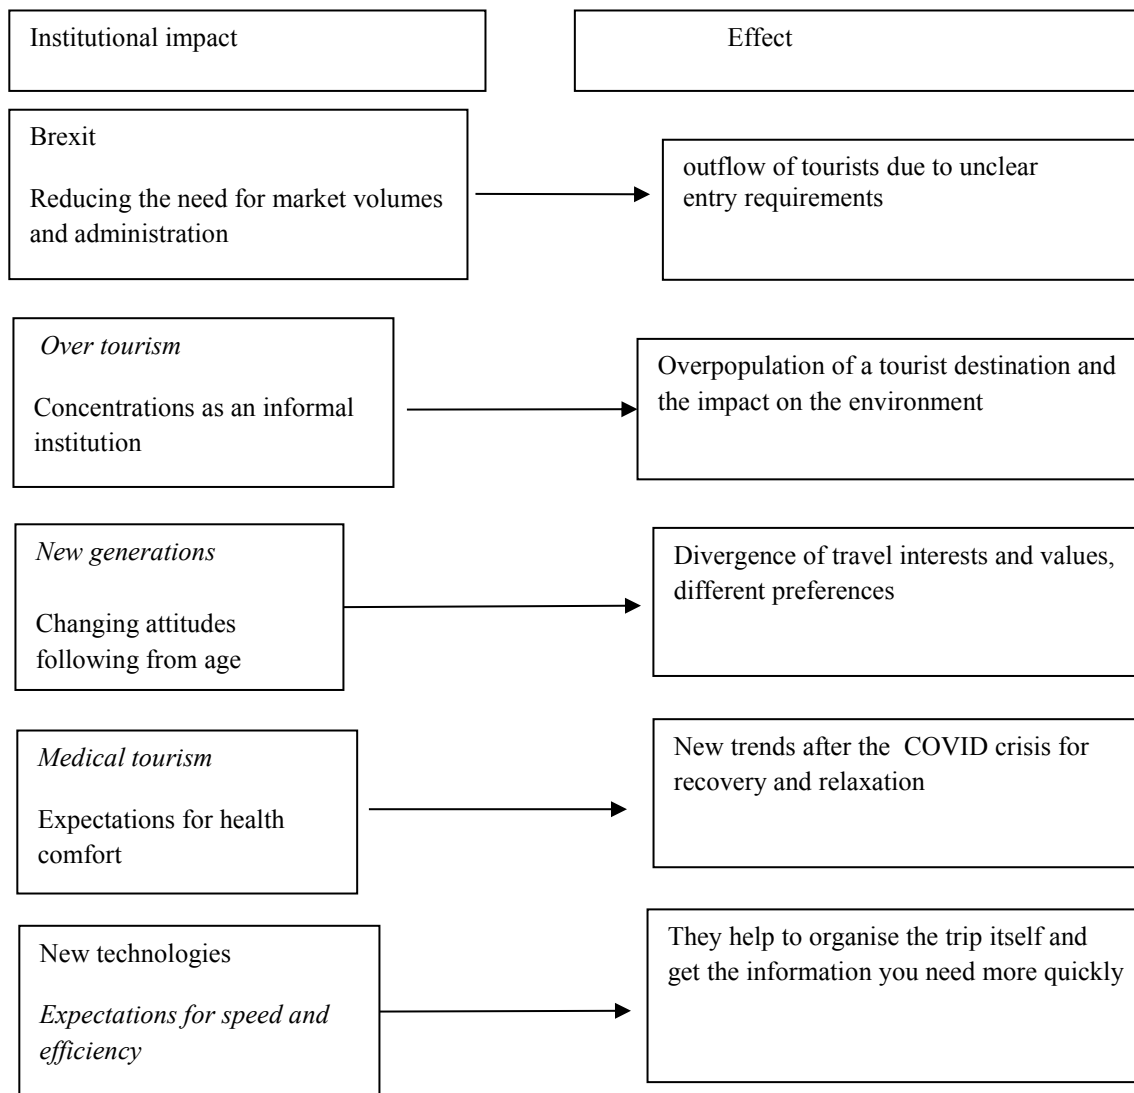 Institutional impact
Effect
Brexit
Reducing the need for market volumes
and administration
outflow of tourists due to unclear
entry requirements
Over tourism
Concentrations as an informal
institution
Overpopulation of a tourist destination and
the impact on the environment
New generations
Changing attitudes
following from age
Divergence of travel interests and values,
different preferences
Medical tourism
Expectations for health
comfort
New trends after the COVID crisis for
recovery and relaxation
New technologies
Expectations for speed and
efficiency
They help to organise the trip itself and
get the information you need more quickly